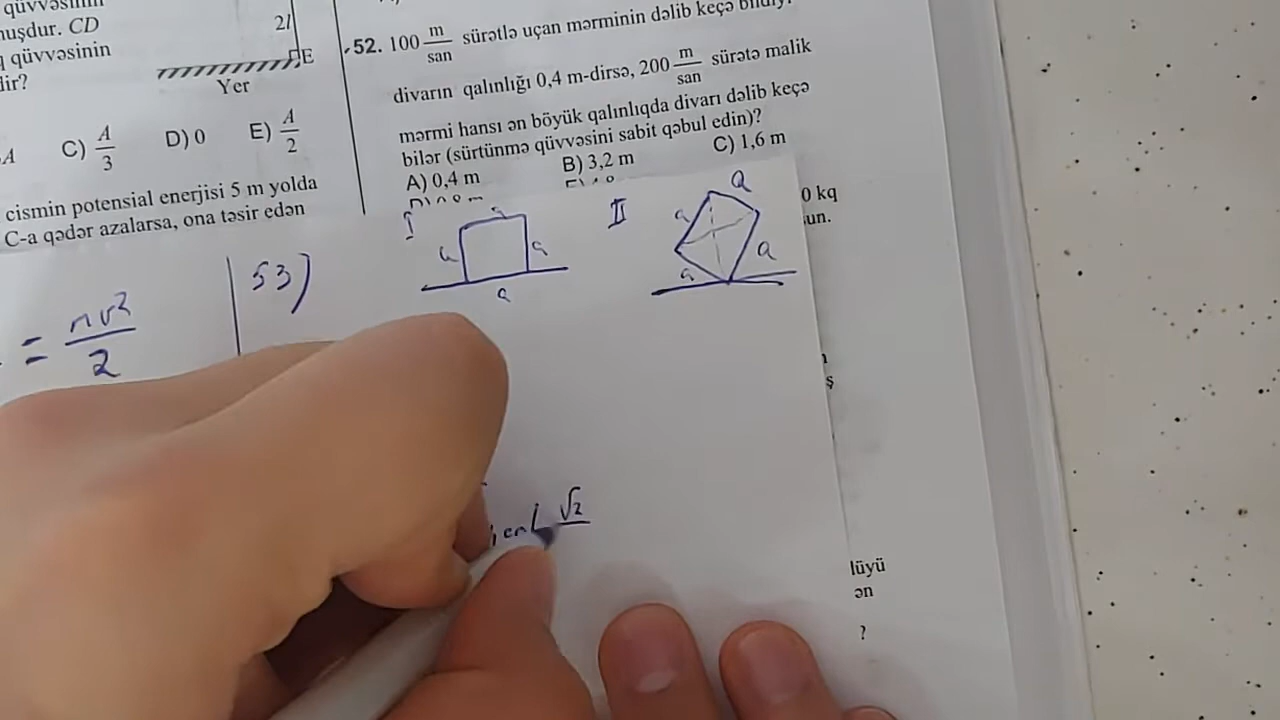 qüvvəsinin
muşdur. CD
qüvvəsinin
dir?
2l
E
Yer
A C) A/3 D) 0 E) A/2
cismin potensial enerjisi 5 m yolda
C-a qədər azalarsa, ona təsir edən
52. 100 m/san sürətlə uçan mərminin dəlib keçə
divarın qalınlığı 0,4 m-dirsə, 200 m/san sürətə malik
mərmi hansı ən böyük qalınlıqda divarı dəlib keçə
bilər (sürtünmə qüvvəsini sabit qəbul edin)?
A) 0,4 m B) 3,2 m C) 1,6 m
0 kq
un.
I
a
a
a
a
II
a
a
a
a
= mv²/2
53)
√2
ş
lüyü
ən
?